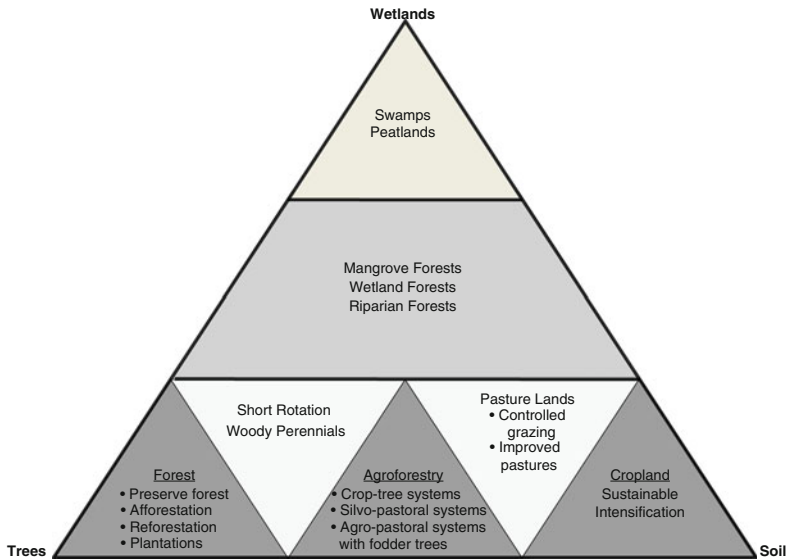 Wetlands
Swamps
Peatlands
Mangrove Forests
Wetland Forests
Riparian Forests
Short Rotation
Woody Perennials
Pasture Lands
• Controlled
grazing
• Improved
pastures
Forest
• Preserve forest
• Afforestation
• Reforestation
• Plantations
Agroforestry
• Crop-tree systems
• Silvo-pastoral systems
• Agro-pastoral systems
with fodder trees
Cropland
Sustainable
Intensification
Trees
Soil